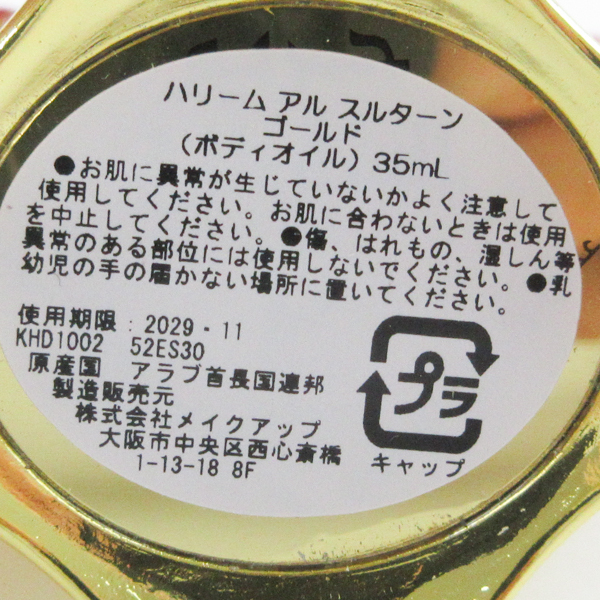 ハリーム アル スルターン
ゴールド
（ボディオイル）35mL
●お肌に異常が生じていないかよく注意して
使用してください。お肌に合わないときは使用
を中止してください。●傷、はれもの、湿しん等
異常のある部位には使用しないでください。●乳
幼児の手の届かない場所に置いてください。
使用期限：2029・11
KHD1002 52ES30
原産国 アラブ首長国連邦
製造販売元
株式会社メイクアップ
大阪市中央区西心斎橋
1-13-18 8F
プラ
キャップ